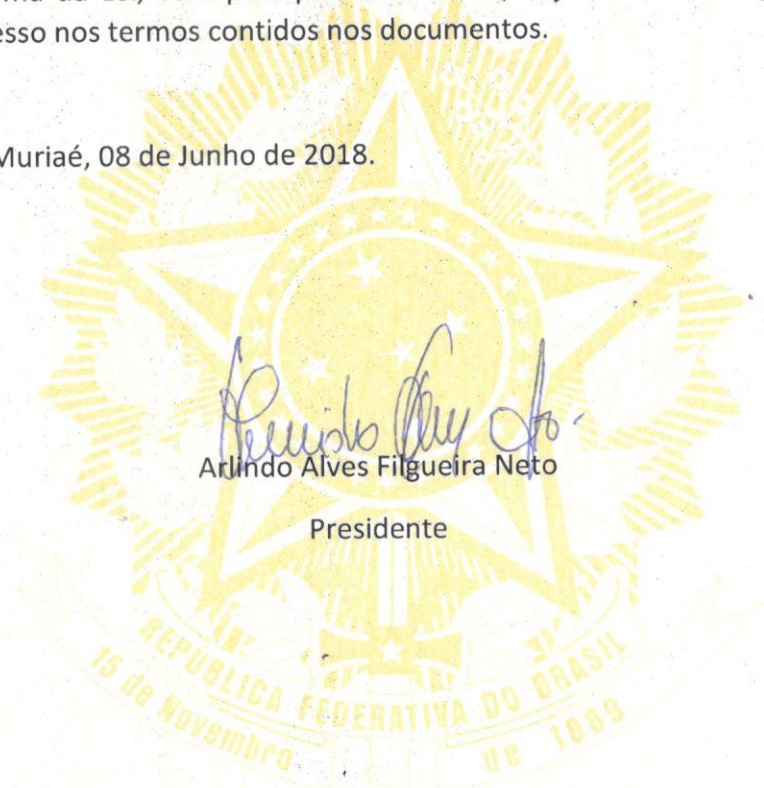 esso nos termos contidos nos documentos.
Muriaé, 08 de Junho de 2018.
Arlindo Alves Filgueira Neto
Presidente
REPUBLICA FEDERATIVA DO BRASIL
15 de Novembro de 1889